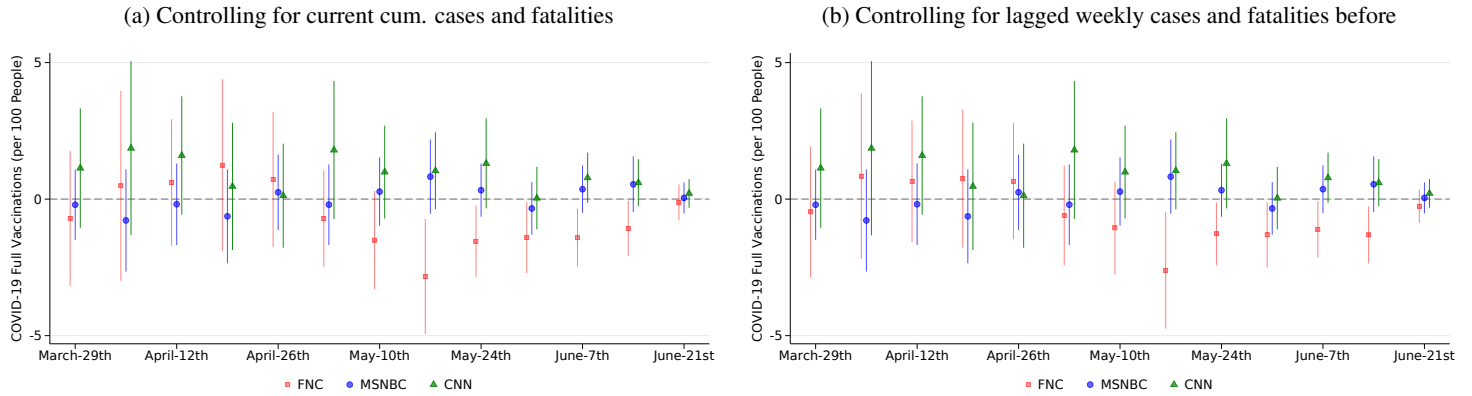 (a) Controlling for current cum. cases and fatalities
COVID-19 Full Vaccinations (per 100 People)
5
0
-5
March-29th April-12th April-26th May-10th May-24th June-7th June-21st
FNC MSNBC CNN
(b) Controlling for lagged weekly cases and fatalities before
COVID-19 Full Vaccinations (per 100 People)
5
0
-5
March-29th April-12th April-26th May-10th May-24th June-7th June-21st
FNC MSNBC CNN